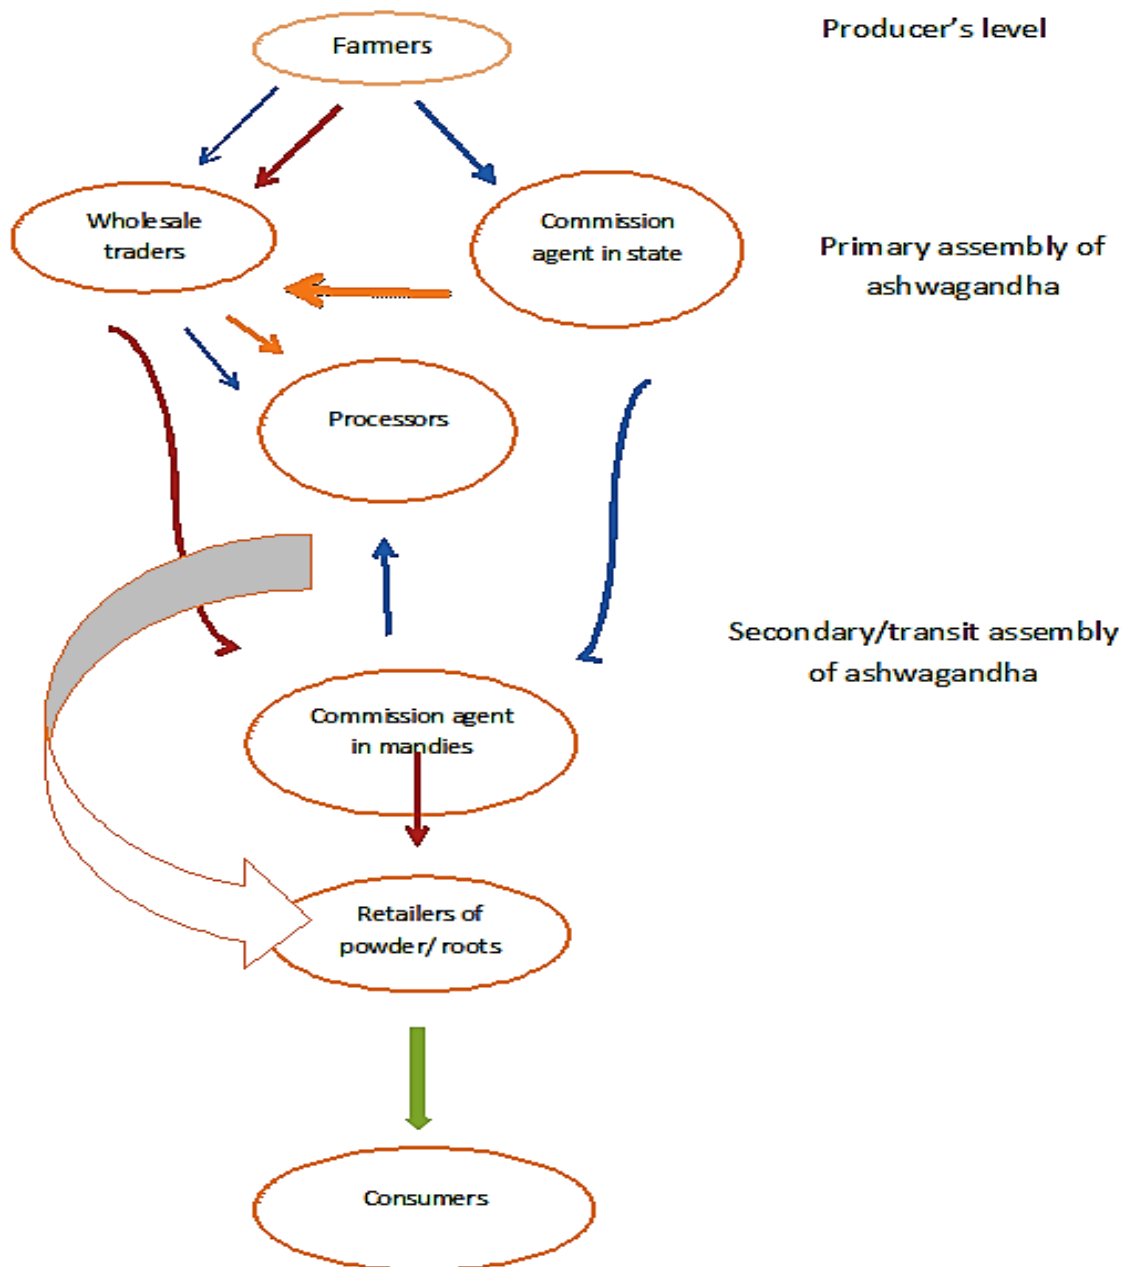 Farmers
Producer's level
Wholesale
traders
Commission
agent in state
Primary assembly of
ashwagandha
Processors
Secondary/transit assembly
of ashwagandha
Commission agent
in mandies
Retailers of
powder/ roots
Consumers